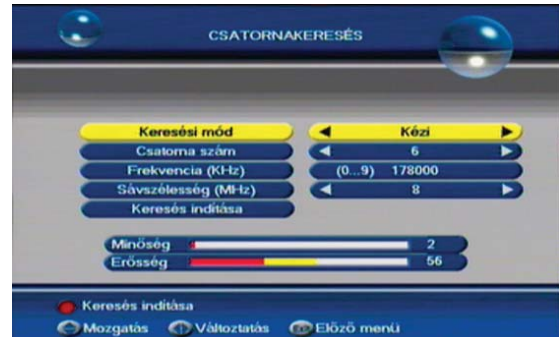 CSATORNAKERESÉS
Keresési mód Kézi
Csatorna szám 6
Frekvencia (KHz) (0...9) 178000
Sávszélesség (MHz) 8
Keresés indítása
Minőség 2
Erősség 56
Keresés indítása
Mozgatás Változtatás Előző menü